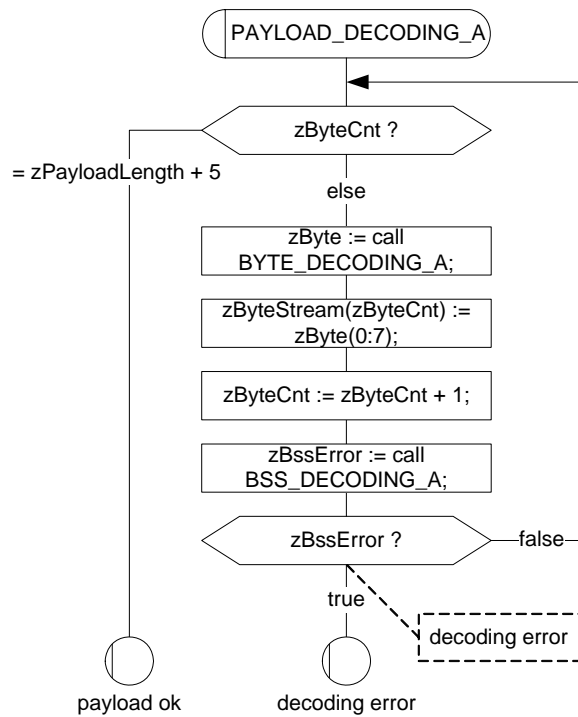 PAYLOAD_DECODING_A
zByteCnt ?
= zPayloadLength + 5
else
zByte := call
BYTE_DECODING_A;
zByteStream(zByteCnt) :=
zByte(0:7);
zByteCnt := zByteCnt + 1;
zBssError := call
BSS_DECODING_A;
zBssError ?
false
true
decoding error
payload ok
decoding error